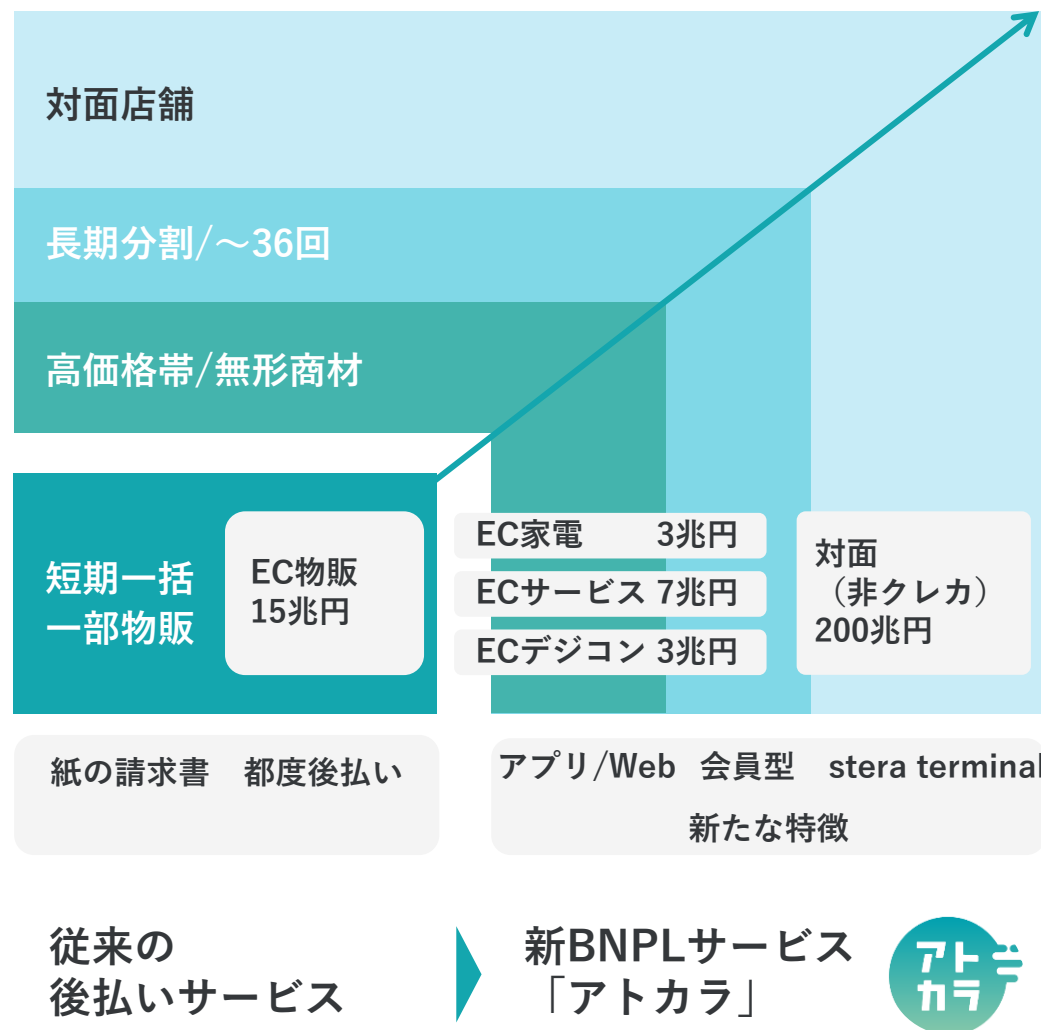 対面店舗
長期分割/～36回
高価格帯/無形商材
短期一括
一部物販
EC物販
15兆円
EC家電 3兆円
ECサービス 7兆円
ECデジコン 3兆円
対面
（非クレカ）
200兆円
紙の請求書 都度後払い
アプリ/Web 会員型 stera terminal
新たな特徴
従来の
後払いサービス
新BNPLサービス
「アトカラ」
アト
カラ